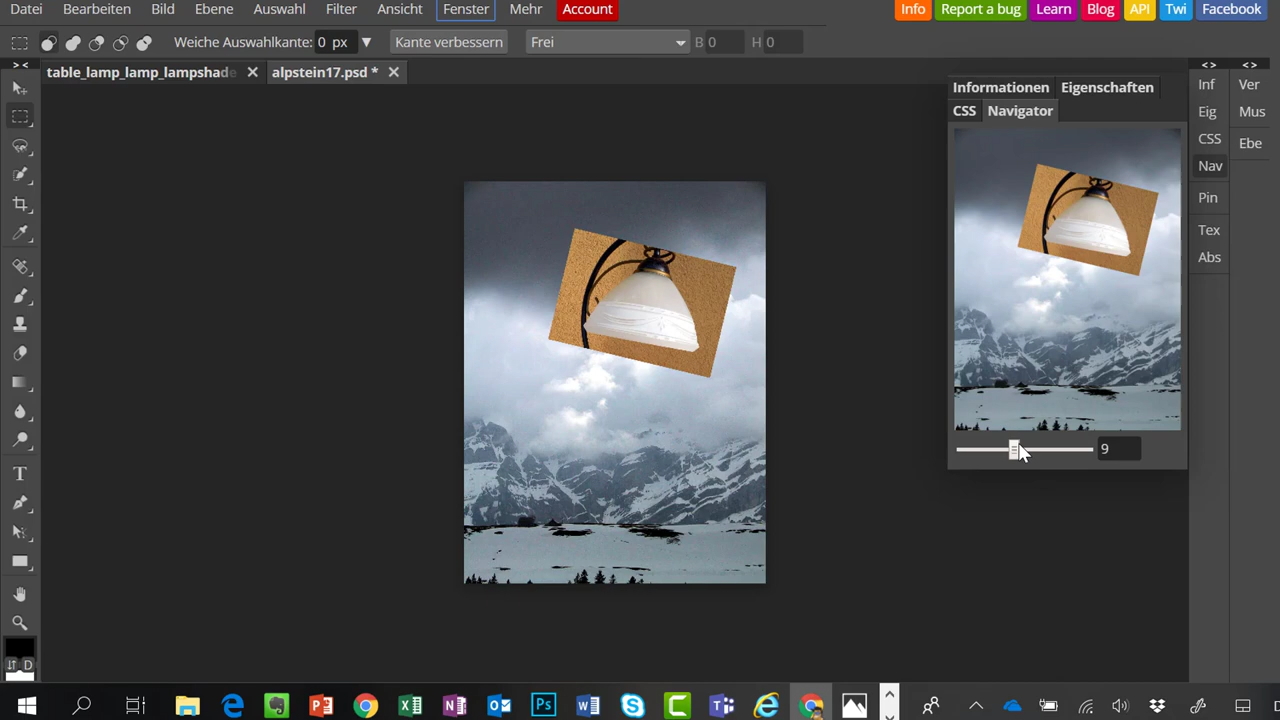 Datei Bearbeiten Bild Ebene Auswahl Filter Ansicht Fenster Mehr Account Info Report a bug Learn Blog API Twi Facebook
Weiche Auswahlkante: 0 px Kante verbessern Frei B 0 H 0
> < table_lamp_lamp_lampshade alpstein17.psd * < > < >
Informationen Eigenschaften
CSS Navigator
Inf
Eig
CSS
Nav
Pin
Tex
Abs
Ver
Mus
Ebe
9
T
D